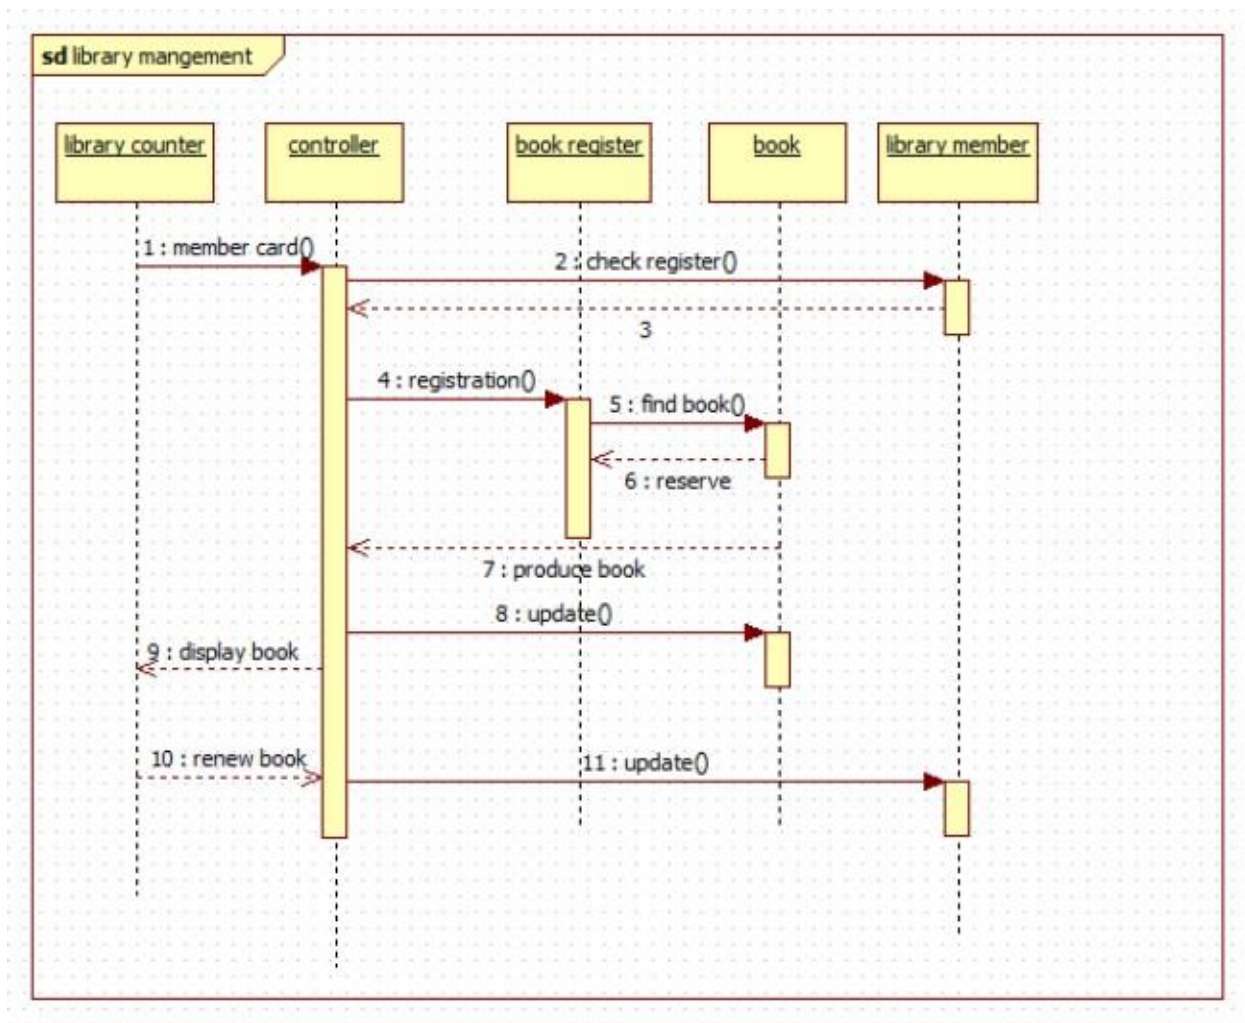 sd library mangement
library counter
controller
book register
book
library member
1 : member card()
2 : check register()
3
4 : registration()
5 : find book()
6 : reserve
7 : produce book
8 : update()
9 : display book
10 : renew book
11 : update()